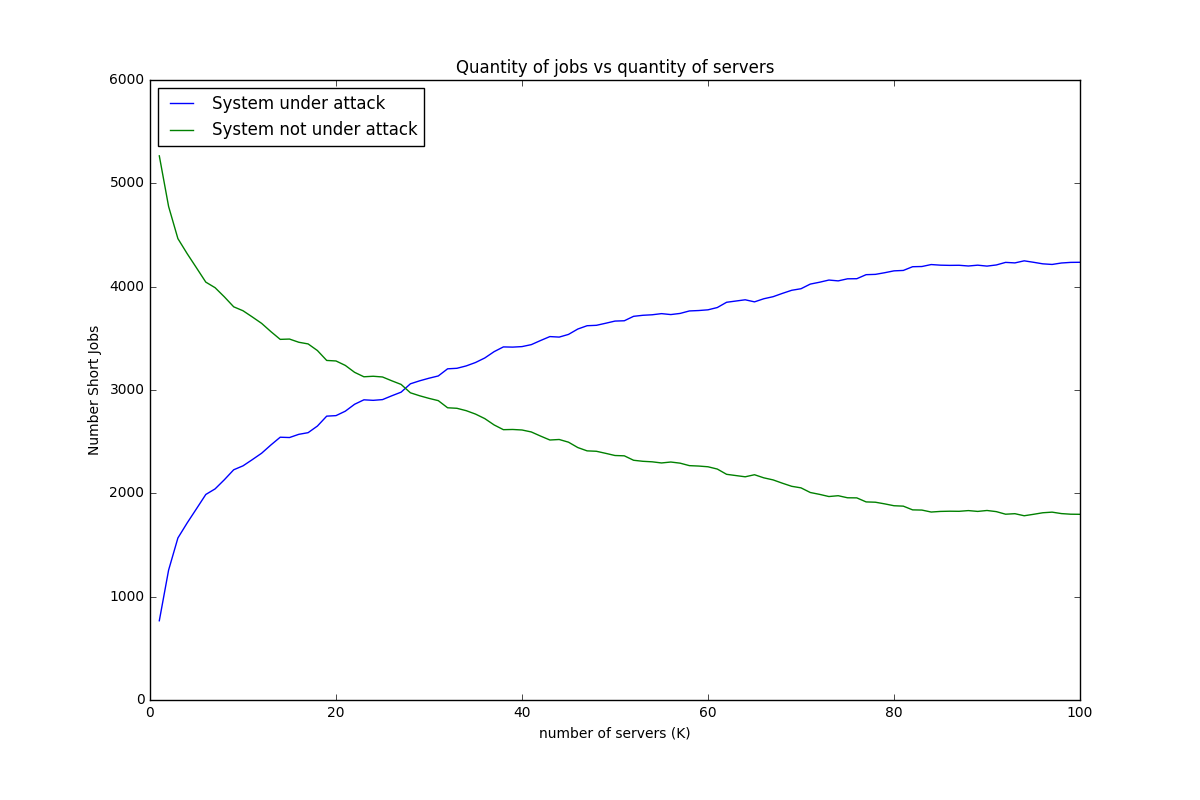 Quantity of jobs vs quantity of servers
6000
System under attack
System not under attack
5000
4000
3000
2000
1000
0
Number Short Jobs
0 20 40 60 80 100
number of servers (K)